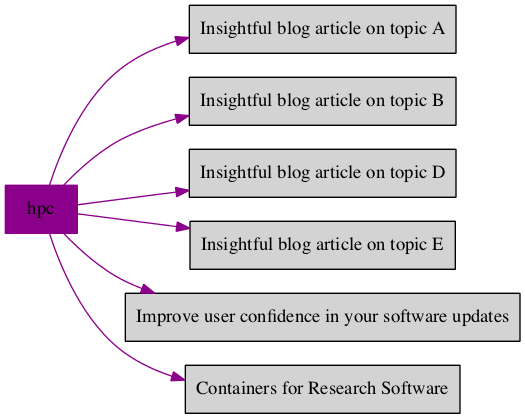 Insightful blog article on topic A
Insightful blog article on topic B
Insightful blog article on topic D
hpc
Insightful blog article on topic E
Improve user confidence in your software updates
Containers for Research Software